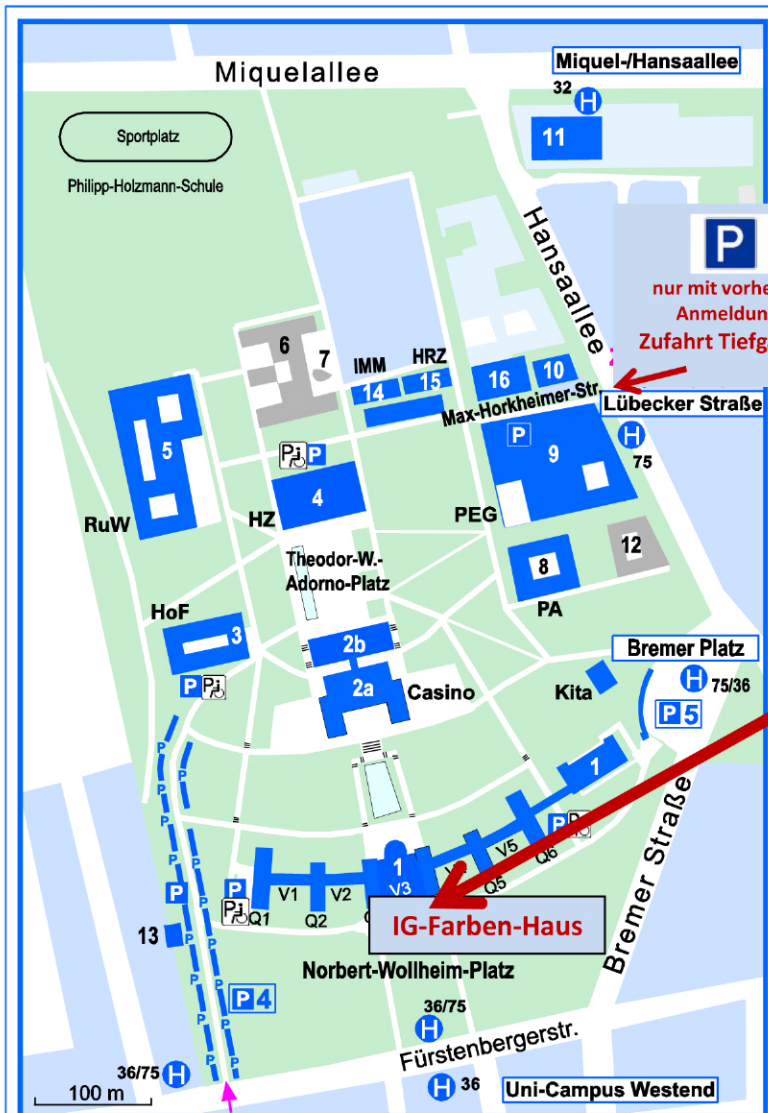 Miquelallee
Miquel-/Hansaallee
32
H
11
Sportplatz
Philipp-Holzmann-Schule
Hansaallee
P
nur mit vorhe
Anmeldun
Zufahrt Tiefg
6
7
IMM
HRZ
14
15
16
10
Max-Horkheimer-Str.
Lübecker Straße
H
75
5
P
P
9
4
RuW
HZ
PEG
Theodor-W.-
Adorno-Platz
8
12
PA
HoF
3
2b
2a
Casino
Kita
Bremer Platz
H
75/36
P
P
P 5
1
P
P
1
V1
V2
V3
V5
Q1
Q2
Q5
Q6
P
P
P
13
IG-Farben-Haus
Bremer Straße
Norbert-Wollheim-Platz
P 4
36/75
H
Fürstenbergerstr.
36/75
H
H
36
100 m
Uni-Campus Westend